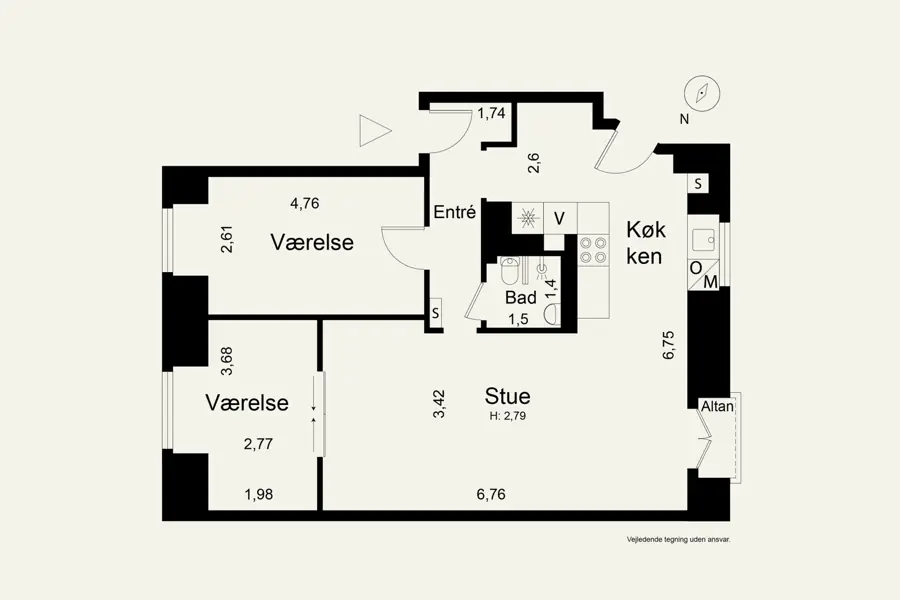 1,74
N
2,6
S
4,76
Entré
V
Køk
ken
2,61
Værelse
O
M
Bad
1,4
1,5
S
6,75
3,68
Værelse
3,42
Stue
H: 2,79
Altan
2,77
1,98
6,76
Vejledende tegning uden ansvar.